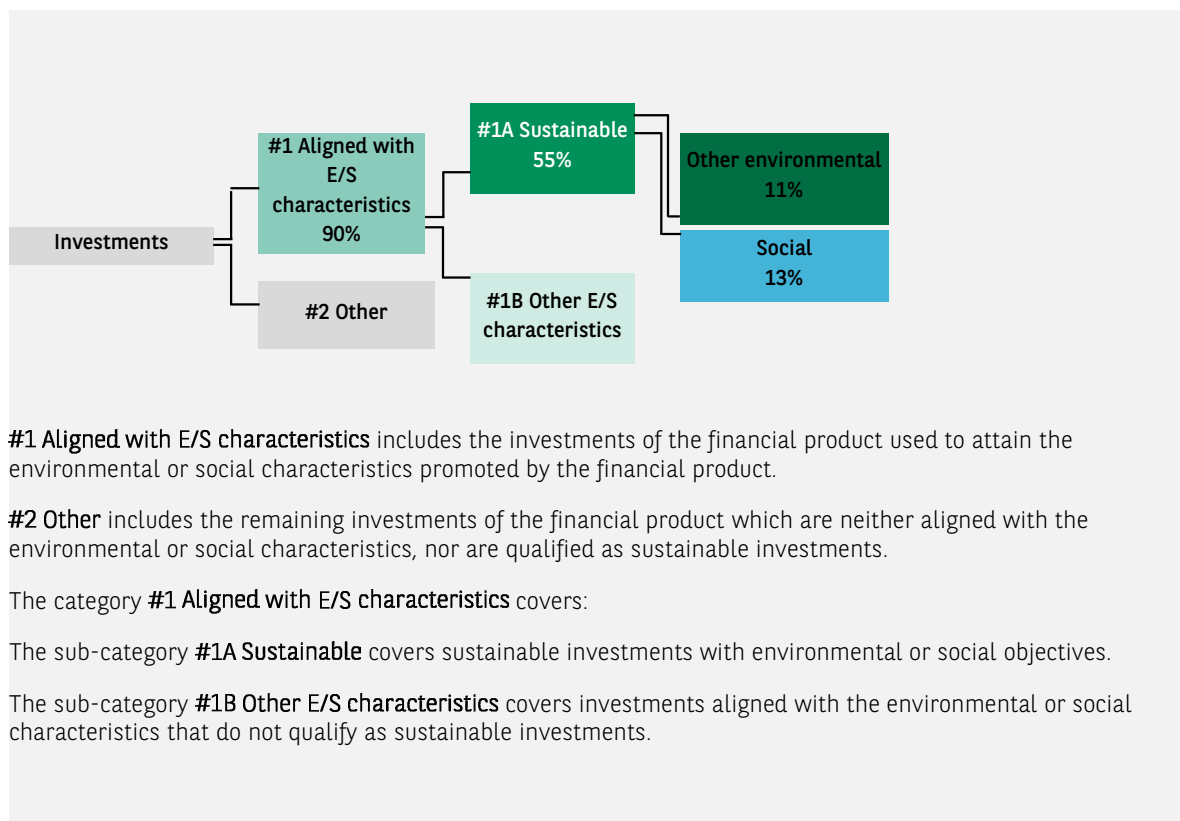 #1A Sustainable
55%
#1 Aligned with
E/S
characteristics
90%
Other environmental
11%
Investments
Social
13%
#2 Other
#1B Other E/S
characteristics
#1 Aligned with E/S characteristics includes the investments of the financial product used to attain the
environmental or social characteristics promoted by the financial product.
#2 Other includes the remaining investments of the financial product which are neither aligned with the
environmental or social characteristics, nor are qualified as sustainable investments.
The category #1 Aligned with E/S characteristics covers:
The sub-category #1A Sustainable covers sustainable investments with environmental or social objectives.
The sub-category #1B Other E/S characteristics covers investments aligned with the environmental or social
characteristics that do not qualify as sustainable investments.